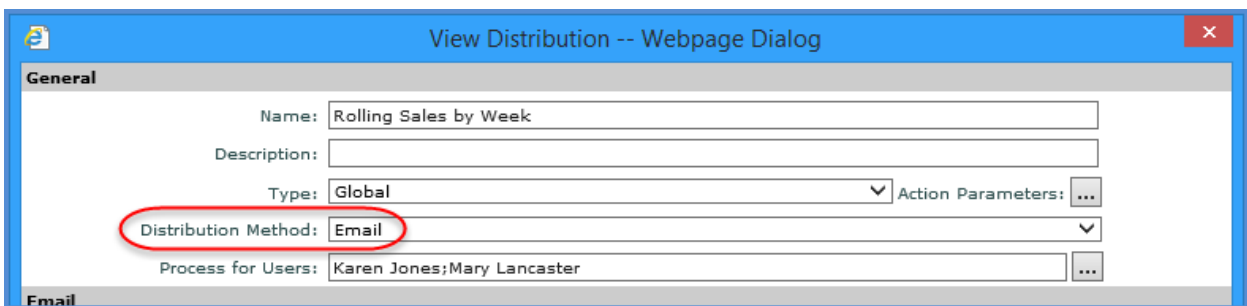 View Distribution -- Webpage Dialog
General
Name: Rolling Sales by Week
Description:
Type: Global Action Parameters: ...
Distribution Method: Email
Process for Users: Karen Jones;Mary Lancaster ...
Email